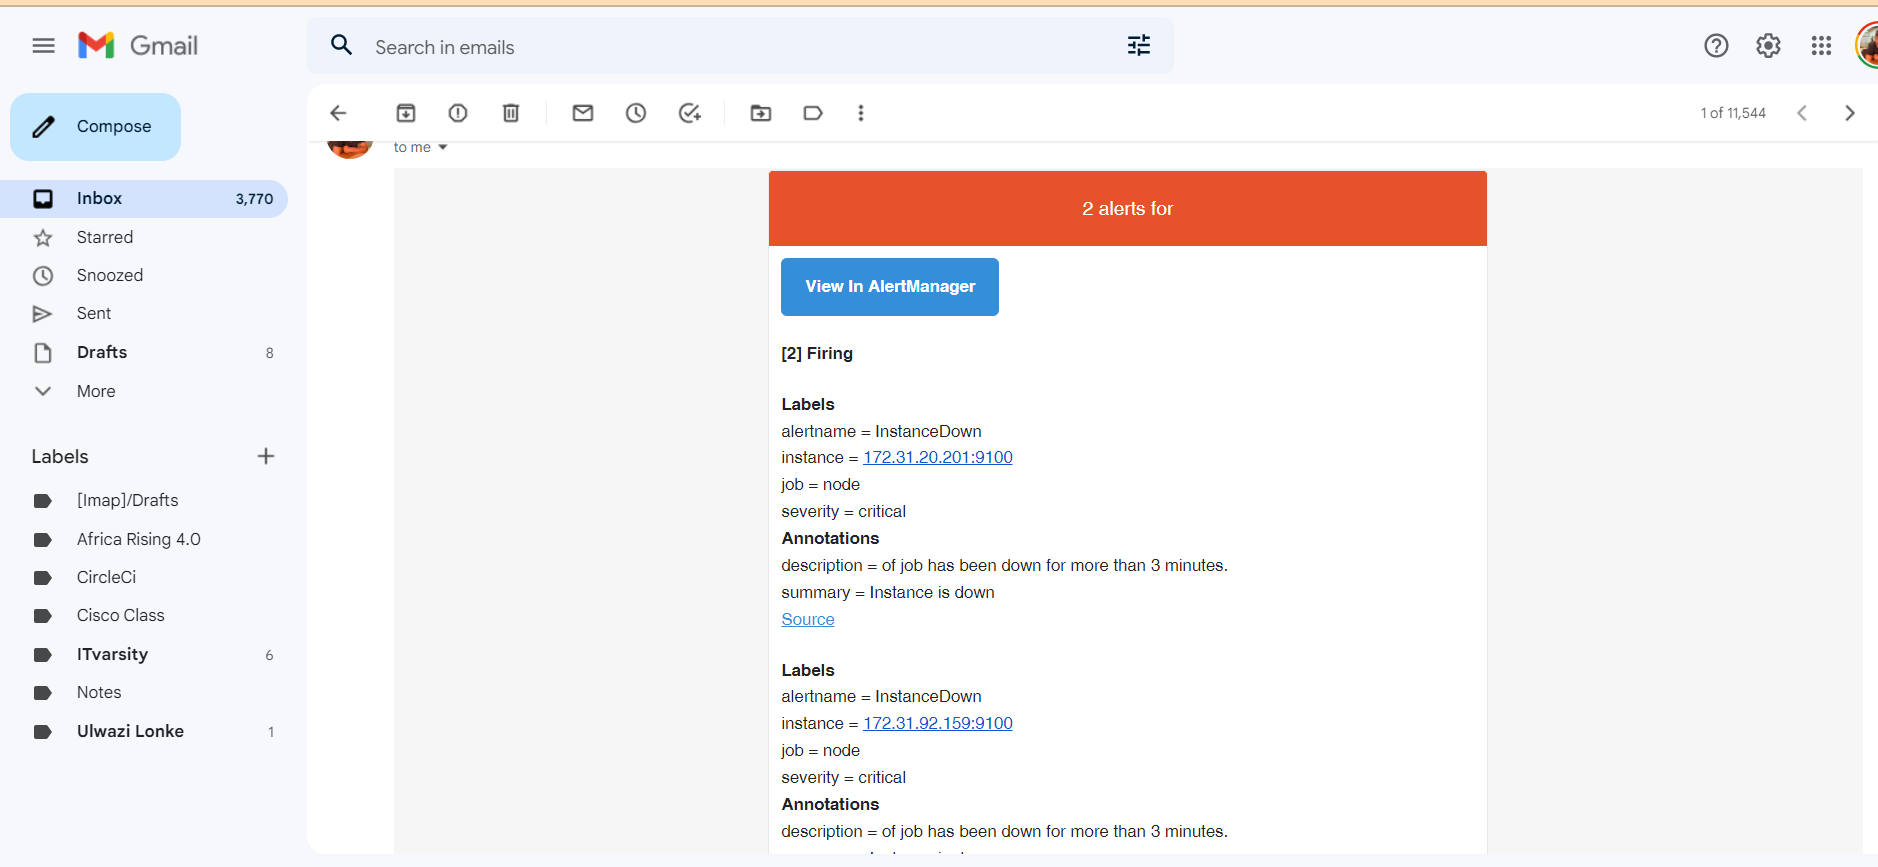 Gmail
Search in emails
Compose
1 of 11,544
to me
Inbox 3,770
Starred
Snoozed
Sent
Drafts 8
More
Labels
[Imap]/Drafts
Africa Rising 4.0
CircleCi
Cisco Class
ITvarsity 6
Notes
Ulwazi Lonke 1
2 alerts for
View In AlertManager
[2] Firing
Labels
alertname = InstanceDown
instance = 172.31.20.201:9100
job = node
severity = critical
Annotations
description = of job has been down for more than 3 minutes.
summary = Instance is down
Source
Labels
alertname = InstanceDown
instance = 172.31.92.159:9100
job = node
severity = critical
Annotations
description = of job has been down for more than 3 minutes.